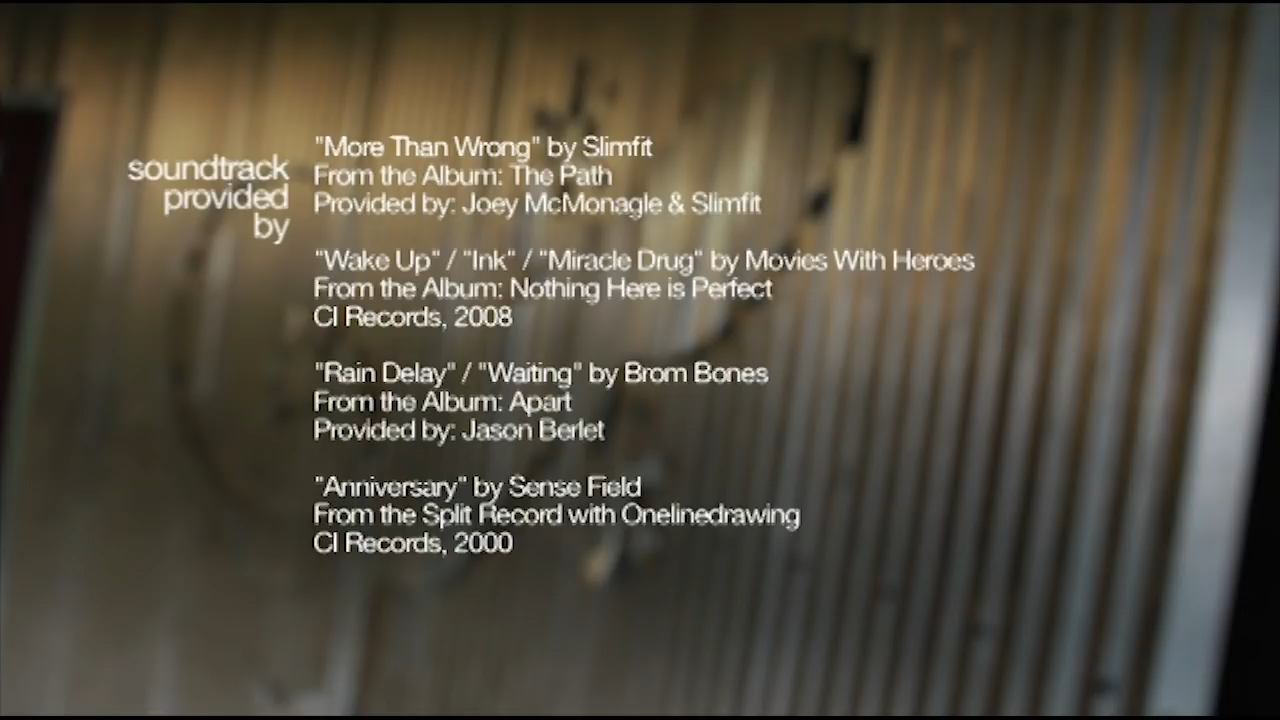 soundtrack
provided
by
"More Than Wrong" by Slimfit
From the Album: The Path
Provided by: Joey McMonagle & Slimfit
"Wake Up" / "Ink" / "Miracle Drug" by Movies With Heroes
From the Album: Nothing Here is Perfect
CI Records, 2008
"Rain Delay" / "Waiting" by Brom Bones
From the Album: Apart
Provided by: Jason Berlet
"Anniversary" by Sense Field
From the Split Record with Onelinedrawing
CI Records, 2000